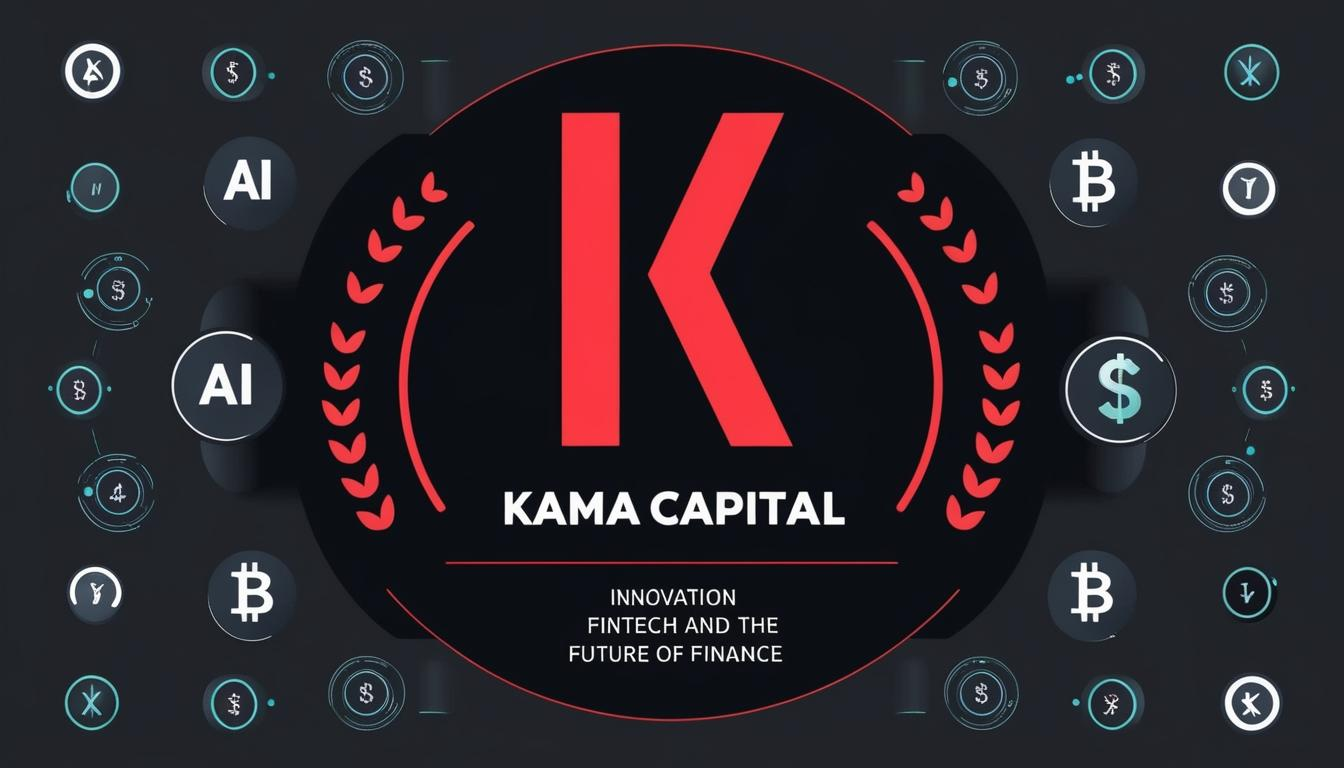 AI
₿
AI
$
K
KAMA CAPITAL
INNOVATION
FINTECH AND THE
FUTURE OF FINANCE
₿
₿